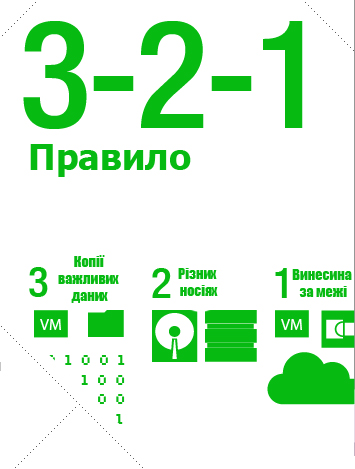 3-2-1
Правило
3 Копії
важливих
даних
2 Різних
носіях
1 Винесина
за межі
VM
VM
1 0 0 1
1 0 0
0 0
1